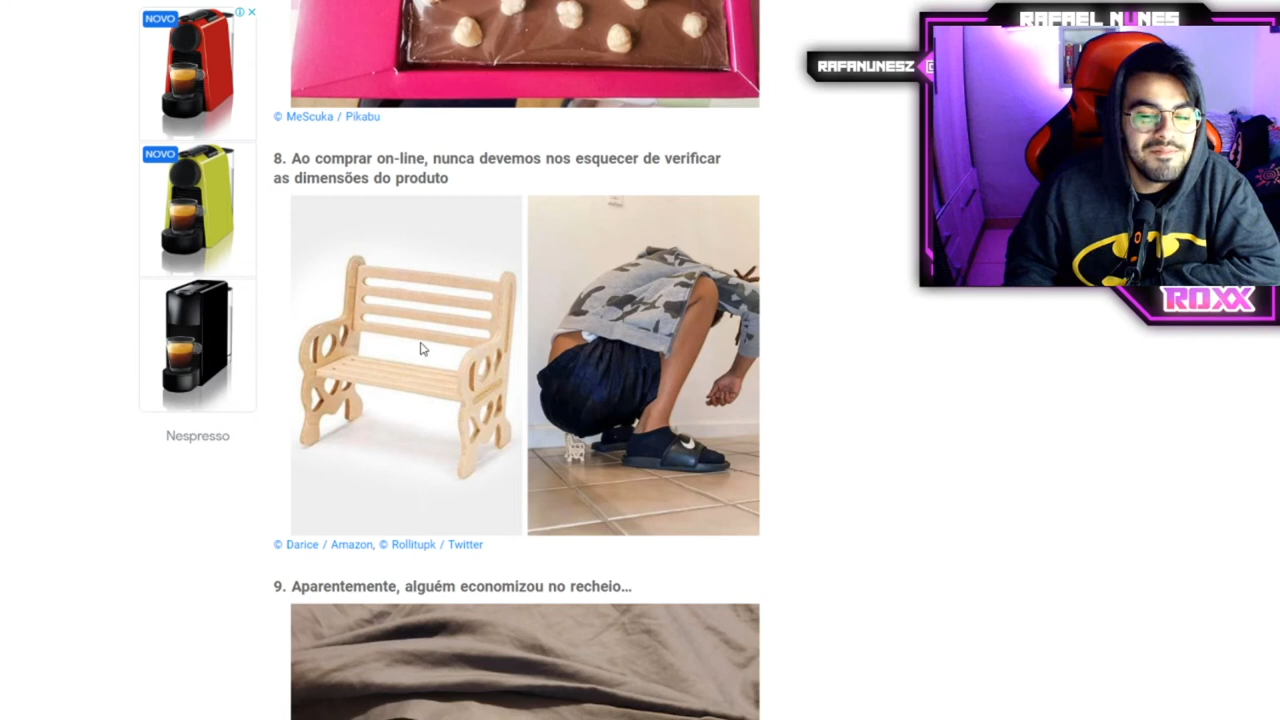 NOVO
NOVO
Nespresso
© MeScuka / Pikabu
8. Ao comprar on-line, nunca devemos nos esquecer de verificar
as dimensões do produto
© Darice / Amazon, © Rollitupk / Twitter
9. Aparentemente, alguém economizou no recheio…
RAFAEL NUNES
RAFANUNESZ
ROXX